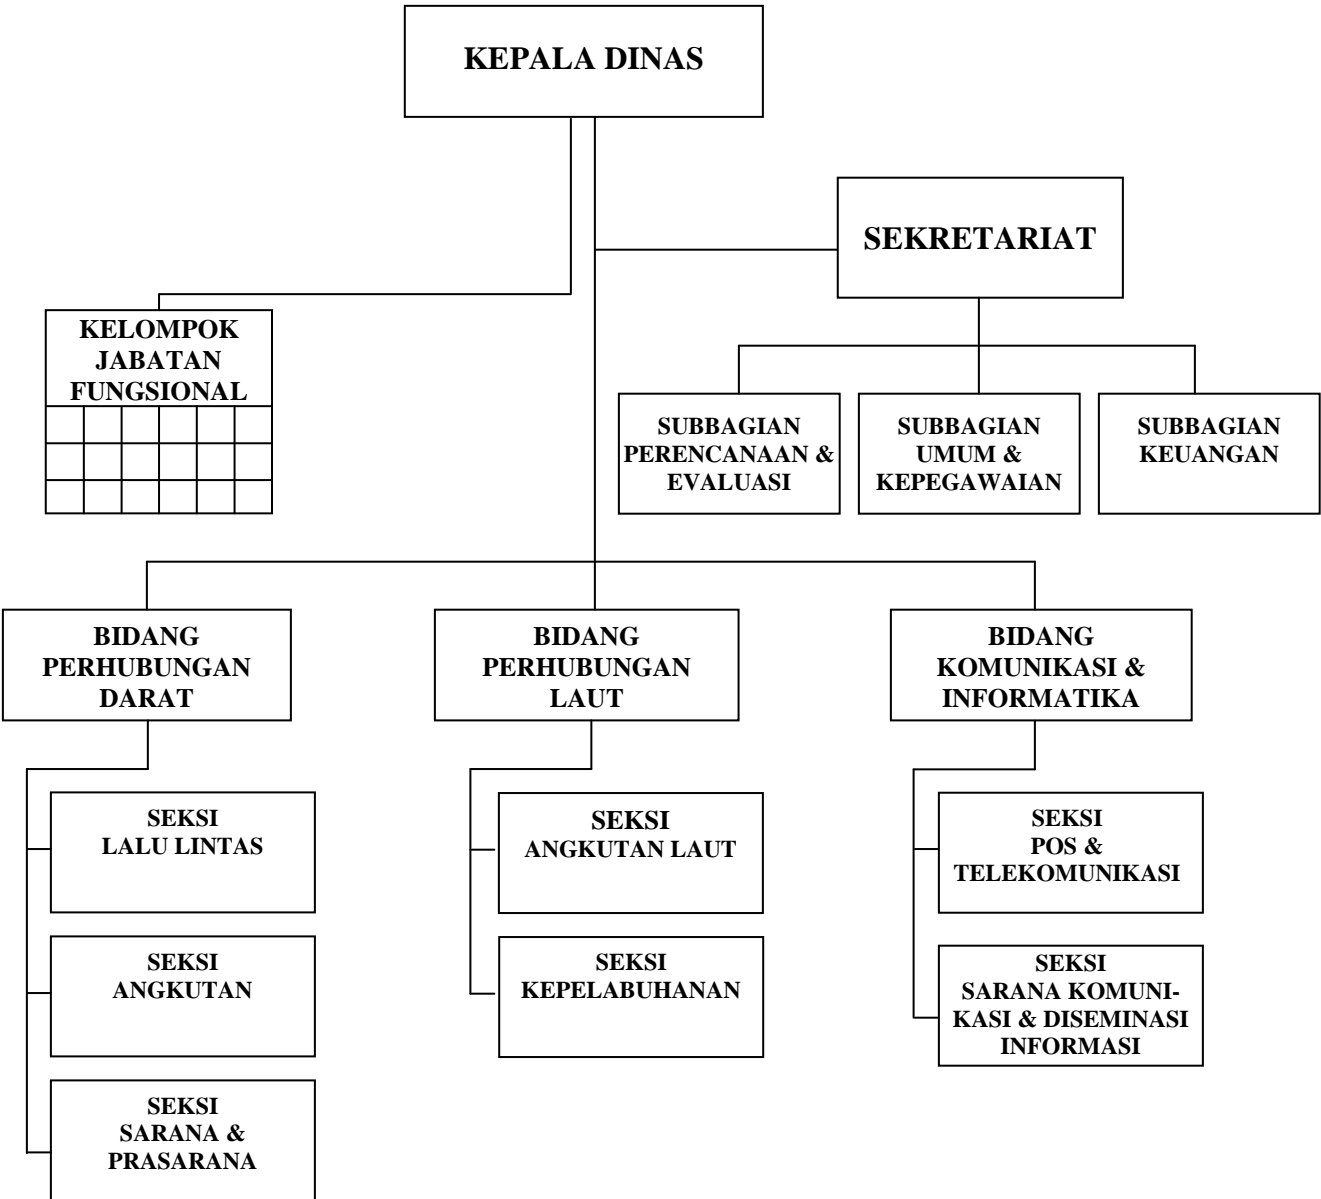 KEPALA DINAS
SEKRETARIAT
KELOMPOK
JABATAN
FUNGSIONAL
SUBBAGIAN
PERENCANAAN &
EVALUASI
SUBBAGIAN
UMUM &
KEPEGAWAIAN
SUBBAGIAN
KEUANGAN
BIDANG
PERHUBUNGAN
DARAT
BIDANG
PERHUBUNGAN
LAUT
BIDANG
KOMUNIKASI &
INFORMATIKA
SEKSI
LALU LINTAS
SEKSI
ANGKUTAN
SEKSI
SARANA &
PRASARANA
SEKSI
ANGKUTAN LAUT
SEKSI
KEPELABUHANAN
SEKSI
POS &
TELEKOMUNIKASI
SEKSI
SARANA KOMUNI-
KASI & DISEMINASI
INFORMASI